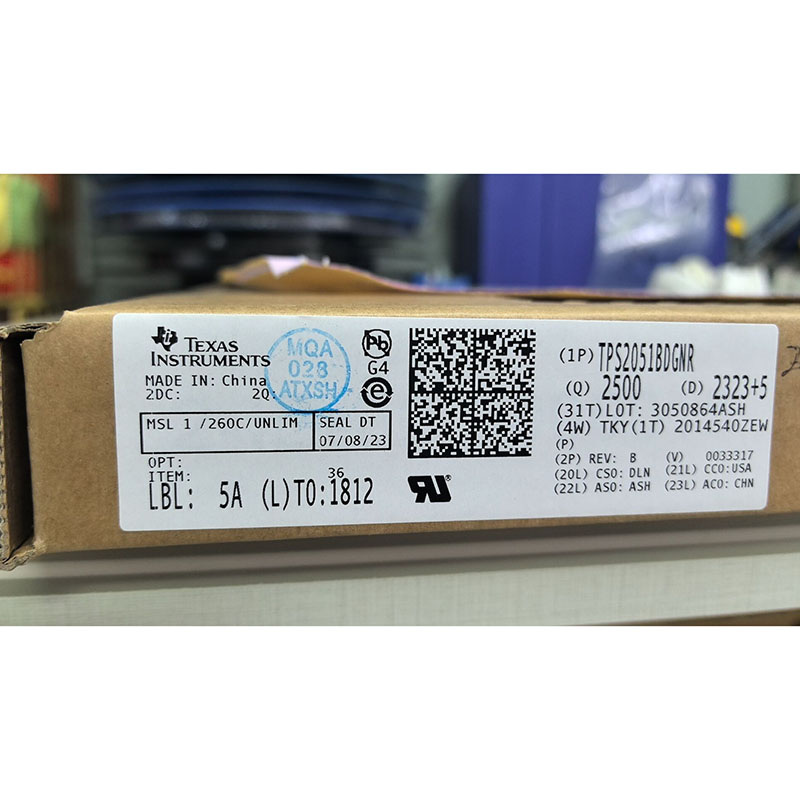 TEXAS
INSTRUMENTS
MADE IN: China
2DC: 2Q:
MQA
028
ATXSH
Pb
G4
e
MSL 1 /260C/UNLIM
SEAL DT
07/08/23
OPT:
ITEM: 36
LBL: 5A (L)TO:1812
(1P) TPS2051BDGNR
(Q) 2500 (D) 2323+5
(31T)LOT: 3050864ASH
(4W) TKY(1T) 2014540ZEW
(P)
(2P) REV: B (V) 0033317
(20L) CSO: DLN (21L) CCO:USA
(22L) ASO: ASH (23L) ACO: CHN